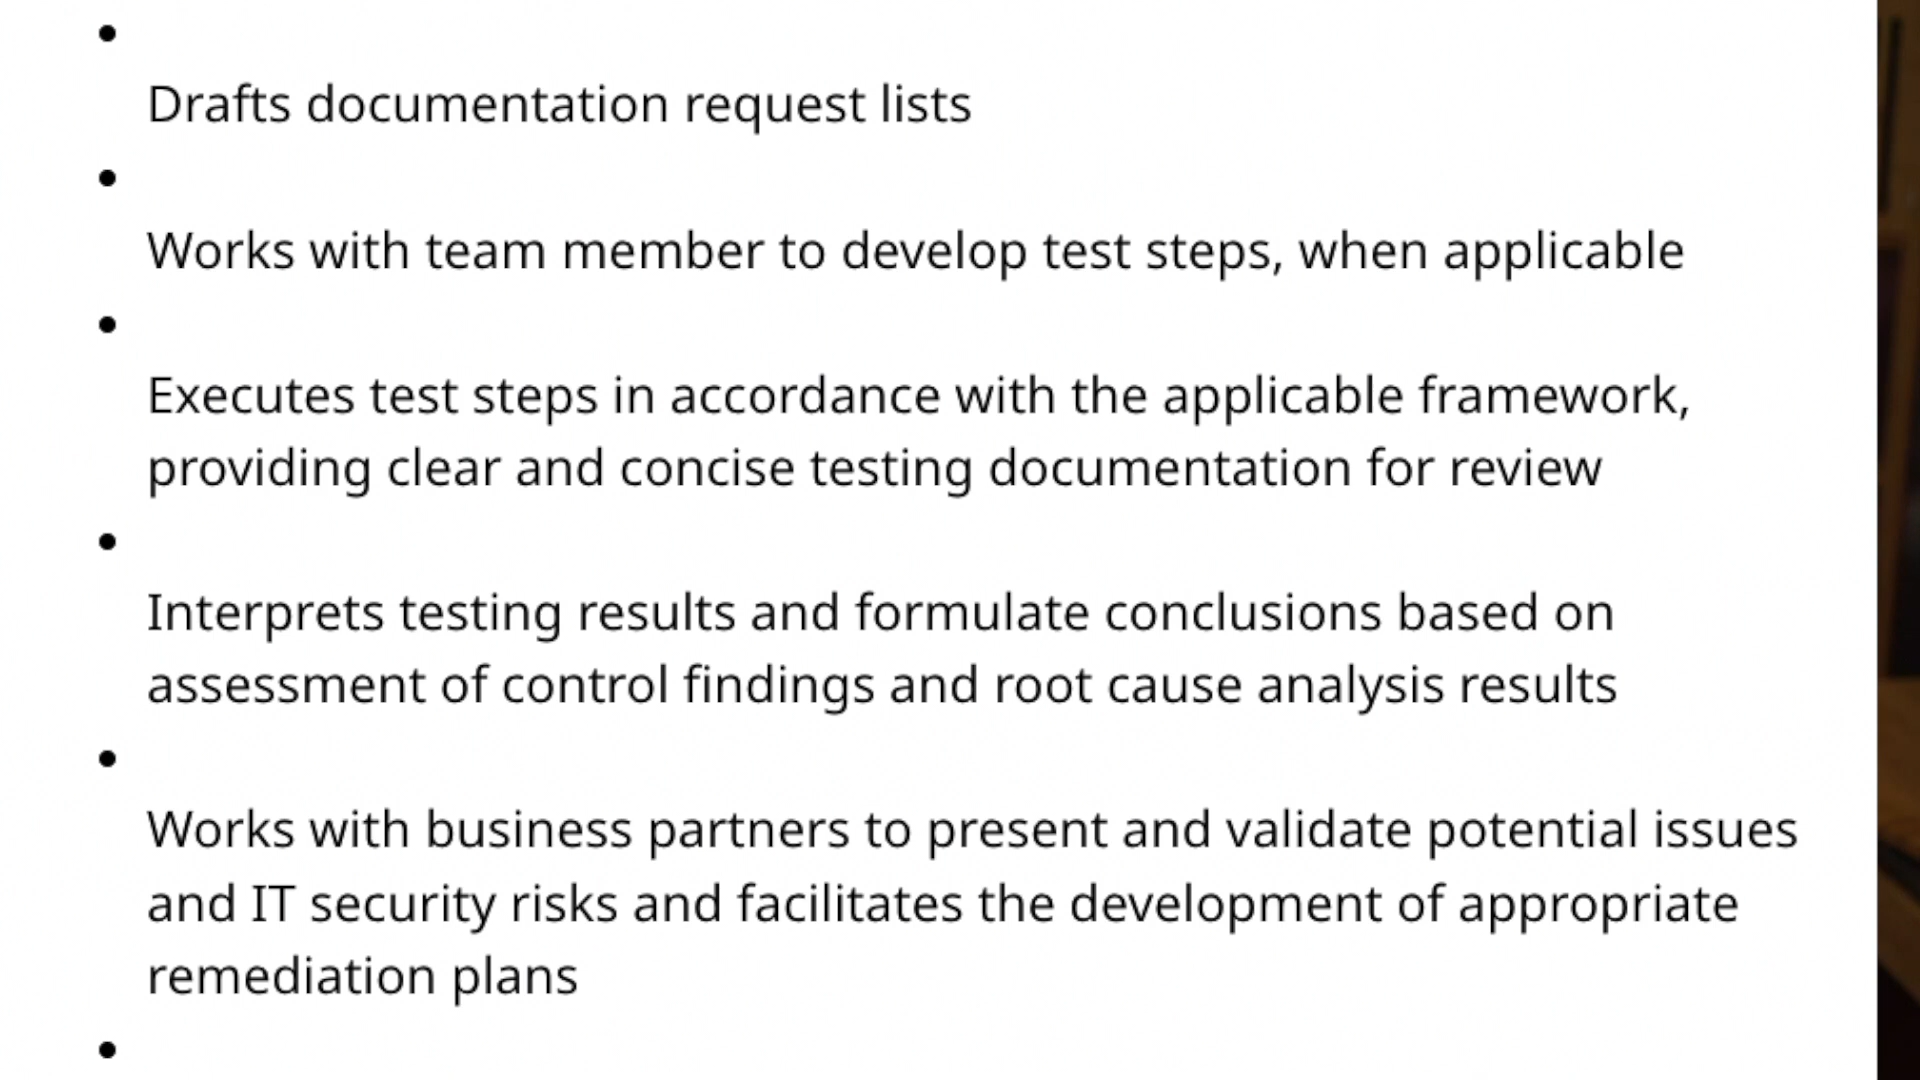 • 
Drafts documentation request lists
• 
Works with team member to develop test steps, when applicable
• 
Executes test steps in accordance with the applicable framework,
providing clear and concise testing documentation for review
• 
Interprets testing results and formulate conclusions based on
assessment of control findings and root cause analysis results
• 
Works with business partners to present and validate potential issues
and IT security risks and facilitates the development of appropriate
remediation plans
•